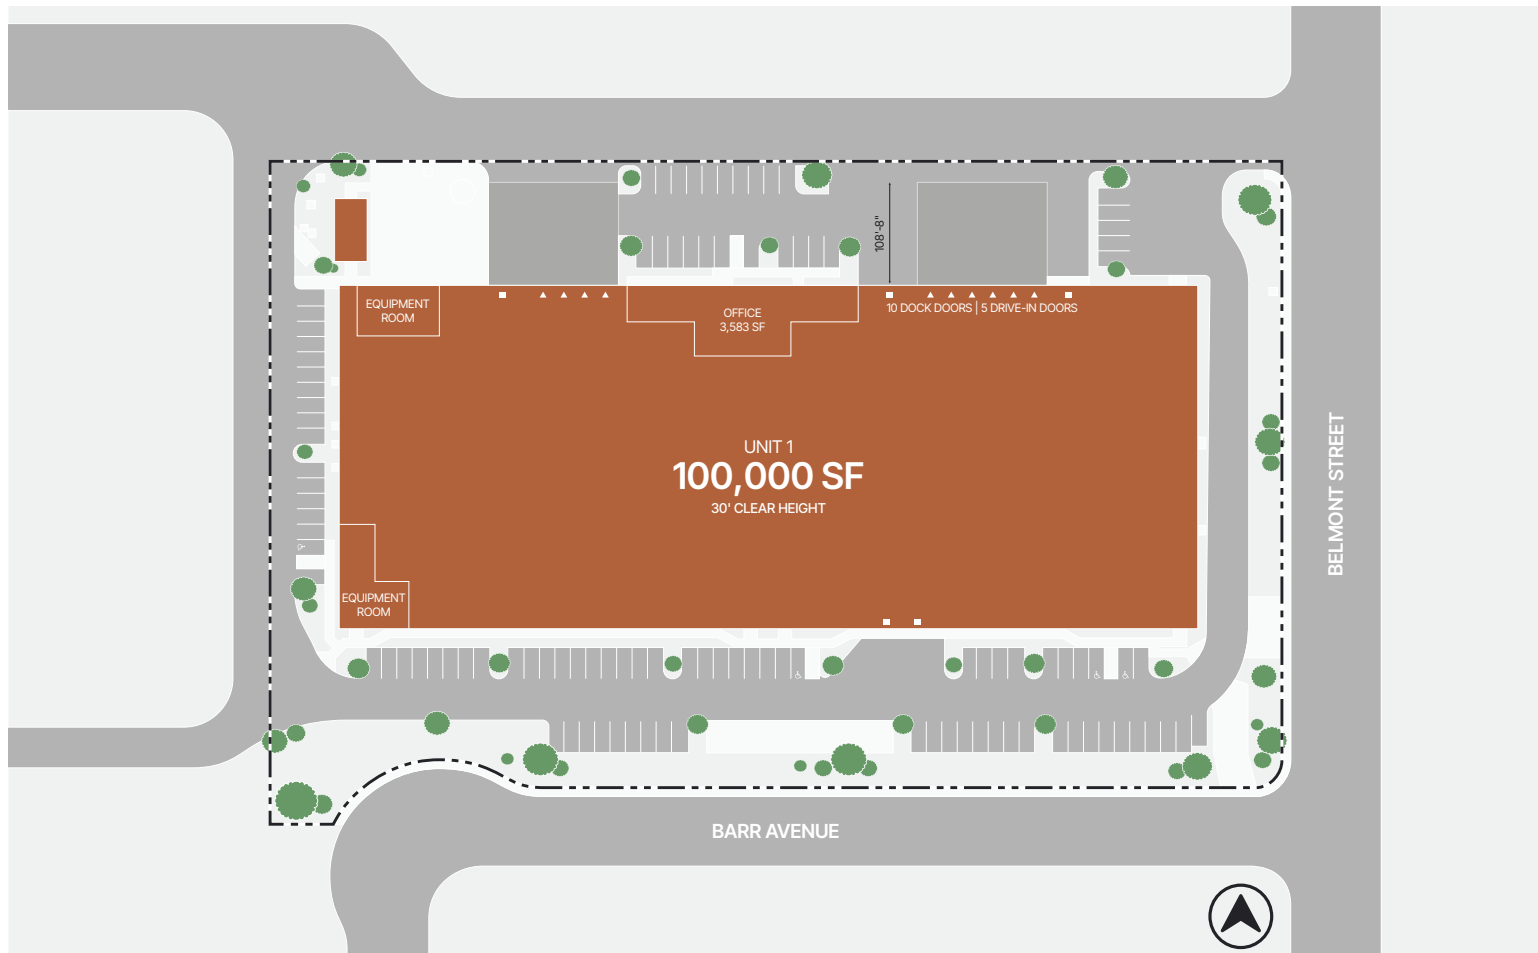 108'-8"
EQUIPMENT
ROOM
OFFICE
3,583 SF
10 DOCK DOORS | 5 DRIVE-IN DOORS
UNIT 1
100,000 SF
30' CLEAR HEIGHT
BELMONT STREET
EQUIPMENT
ROOM
BARR AVENUE